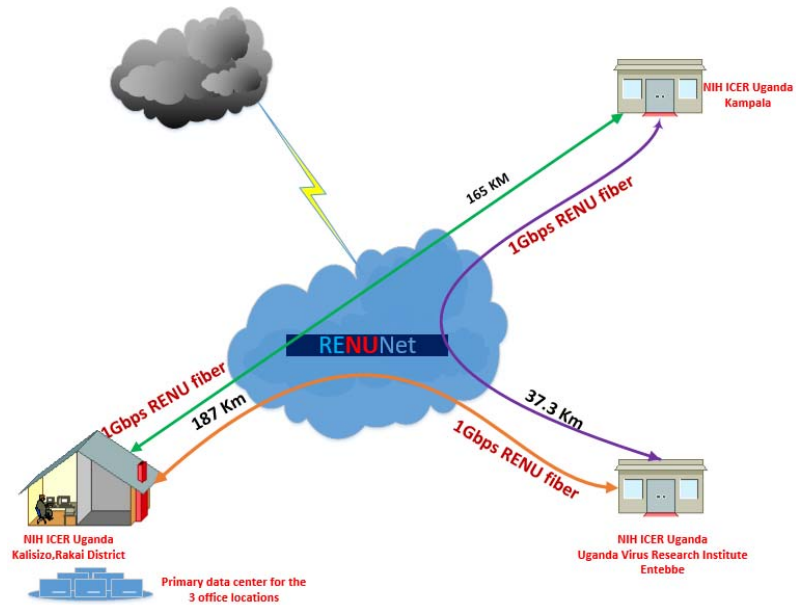 NIH ICER Uganda
Kampala
165 KM
1Gbps RENU fiber
RENUNet
1Gbps RENU fiber
187 Km
37.3 Km
1Gbps RENU fiber
NIH ICER Uganda
Kalisizo,Rakai District
Primary data center for the
3 office locations
NIH ICER Uganda
Uganda Virus Research Institute
Entebbe